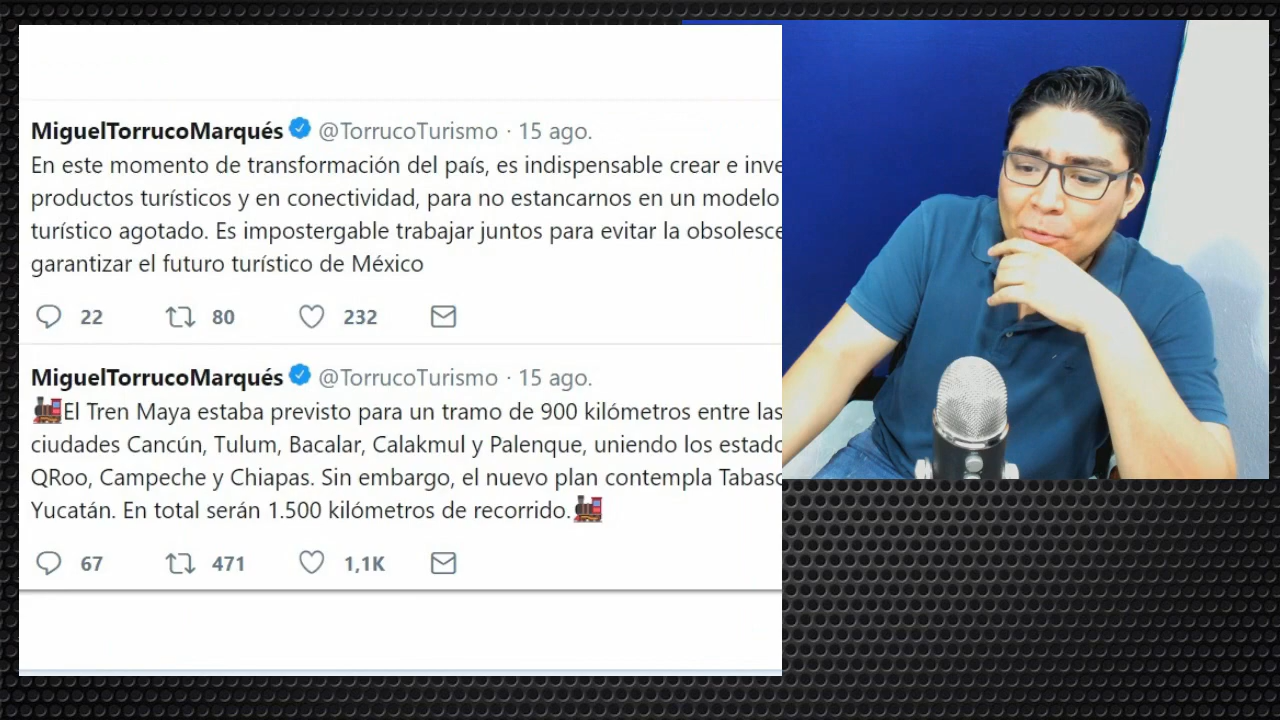 MiguelTorrucoMarqués @TorrucoTurismo · 15 ago.
En este momento de transformación del país, es indispensable crear e inve
productos turísticos y en conectividad, para no estancarnos en un modelo
turístico agotado. Es impostergable trabajar juntos para evitar la obsolesce
garantizar el futuro turístico de México
22 80 232
MiguelTorrucoMarqués @TorrucoTurismo · 15 ago.
El Tren Maya estaba previsto para un tramo de 900 kilómetros entre las
ciudades Cancún, Tulum, Bacalar, Calakmul y Palenque, uniendo los estado
QRoo, Campeche y Chiapas. Sin embargo, el nuevo plan contempla Tabasc
Yucatán. En total serán 1.500 kilómetros de recorrido.
67 471 1,1K